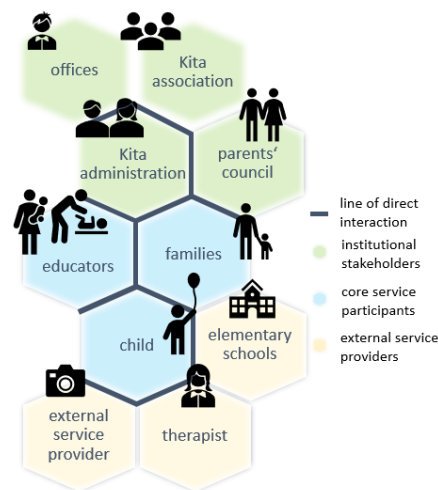 offices
Kita
association
Kita
administration
parents‘
council
educators
families
child
elementary
schools
external
service
provider
therapist
line of direct
interaction
institutional
stakeholders
core service
participants
external service
providers